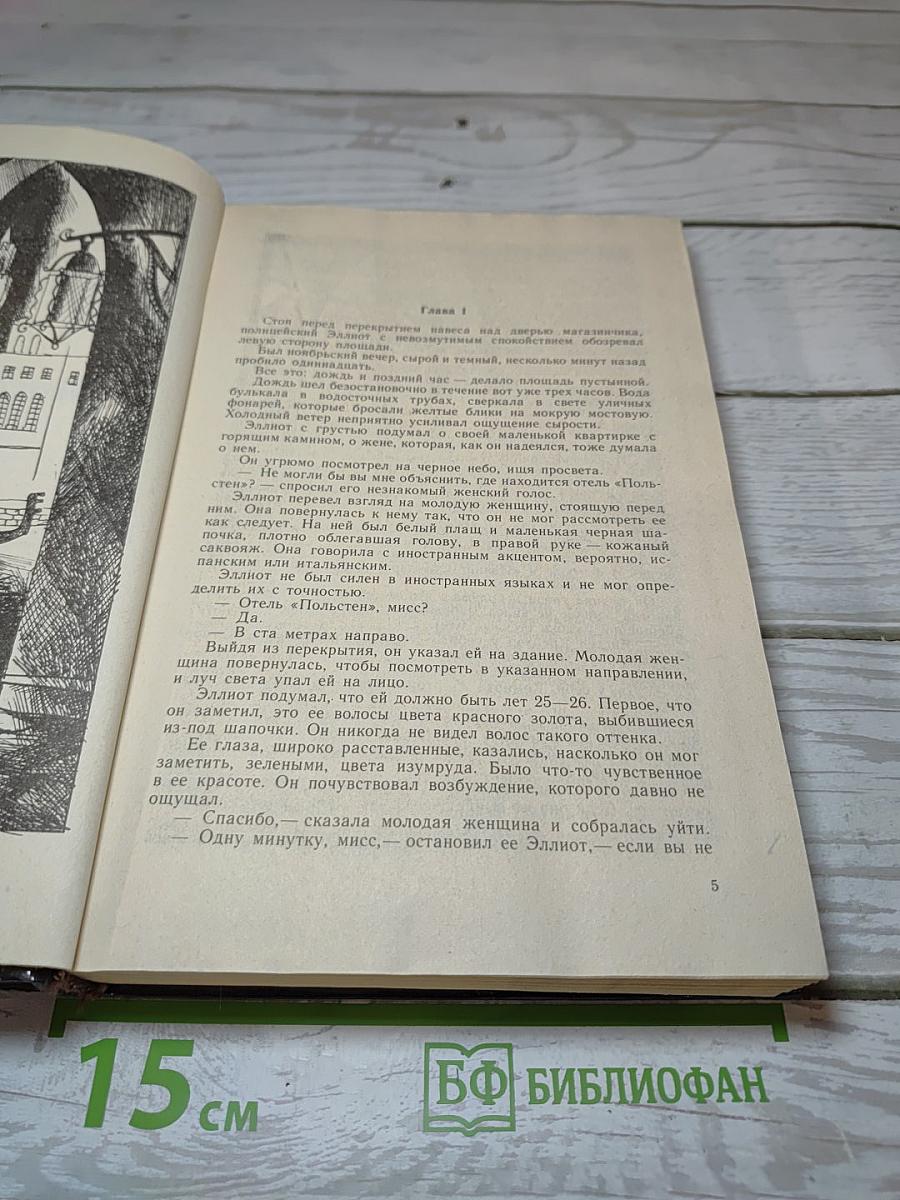 Глава 1
Стоя перед перекрытием навеса над дверью магазинчика,
полицейский Эллиот с невозмутимым спокойствием обозревал
левую сторону площади.
Был ноябрьский вечер, сырой и темный, несколько минут назад
пробило одиннадцать.
Все это: дождь и поздний час — делало площадь пустынной.
Дождь шел безостановочно в течение вот уже трех часов. Вода
булькала в водосточных трубах, сверкала в свете уличных
фонарей, которые бросали желтые блики на мокрую мостовую.
Холодный ветер неприятно усиливал ощущение сырости.
Эллиот с грустью подумал о своей маленькой квартирке с
горящим камином, о жене, которая, как он надеялся, тоже думала
о нем.
Он угрюмо посмотрел на черное небо, ища просвета.
— Не могли бы вы мне объяснить, где находится отель «Поль-
стен»? — спросил его незнакомый женский голос.
Эллиот перевел взгляд на молодую женщину, стоящую перед
ним. Она повернулась к нему так, что он не мог рассмотреть ее
как следует. На ней был белый плащ и маленькая черная ша-
почка, плотно облегавшая голову, в правой руке — кожаный
саквояж. Она говорила с иностранным акцентом, вероятно, ис-
панским или итальянским.
Эллиот не был силен в иностранных языках и не мог опре-
делить их с точностью.
— Отель «Польстен», мисс?
— Да.
— В ста метрах направо.
Выйдя из перекрытия, он указал ей на здание. Молодая жен-
щина повернулась, чтобы посмотреть в указанном направлении,
и луч света упал ей на лицо.
Эллиот подумал, что ей должно быть лет 25—26. Первое, что
он заметил, это ее волосы цвета красного золота, выбившиеся
из-под шапочки. Он никогда не видел волос такого оттенка.
Ее глаза, широко расставленные, казались, насколько он мог
заметить, зелеными, цвета изумруда. Было что-то чувственное
в ее красоте. Он почувствовал возбуждение, которого давно не
ощущал.
— Спасибо,— сказала молодая женщина и собралась уйти.
— Одну минутку, мисс,— остановил ее Эллиот,— если вы не
5
15 см
БФ БИБЛИОФАН